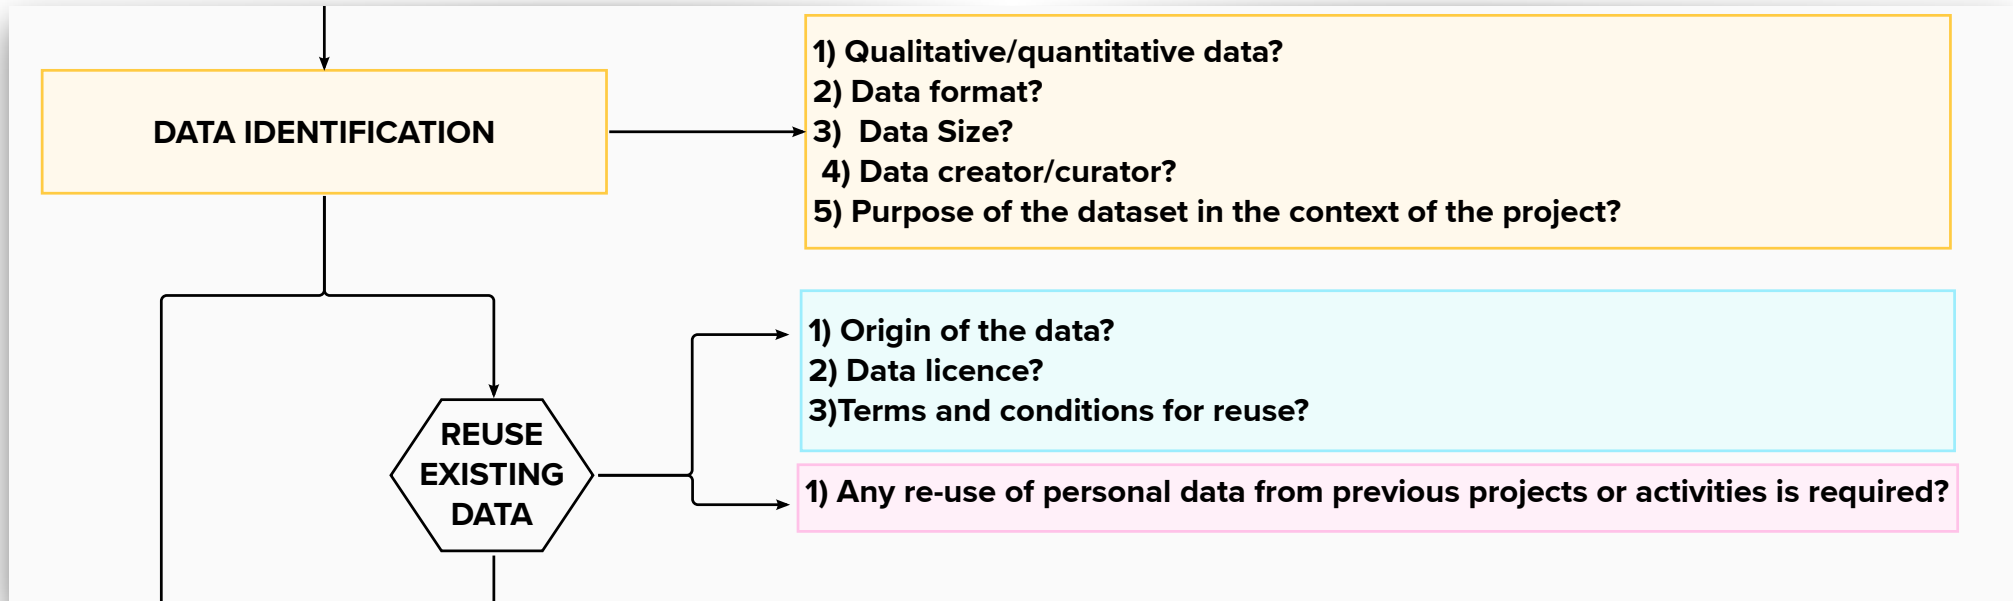 DATA IDENTIFICATION
1) Qualitative/quantitative data?
2) Data format?
3)  Data Size?
4) Data creator/curator?
5) Purpose of the dataset in the context of the project?
REUSE
EXISTING
DATA
1) Origin of the data?
2) Data licence?
3)Terms and conditions for reuse?
1) Any re-use of personal data from previous projects or activities is required?